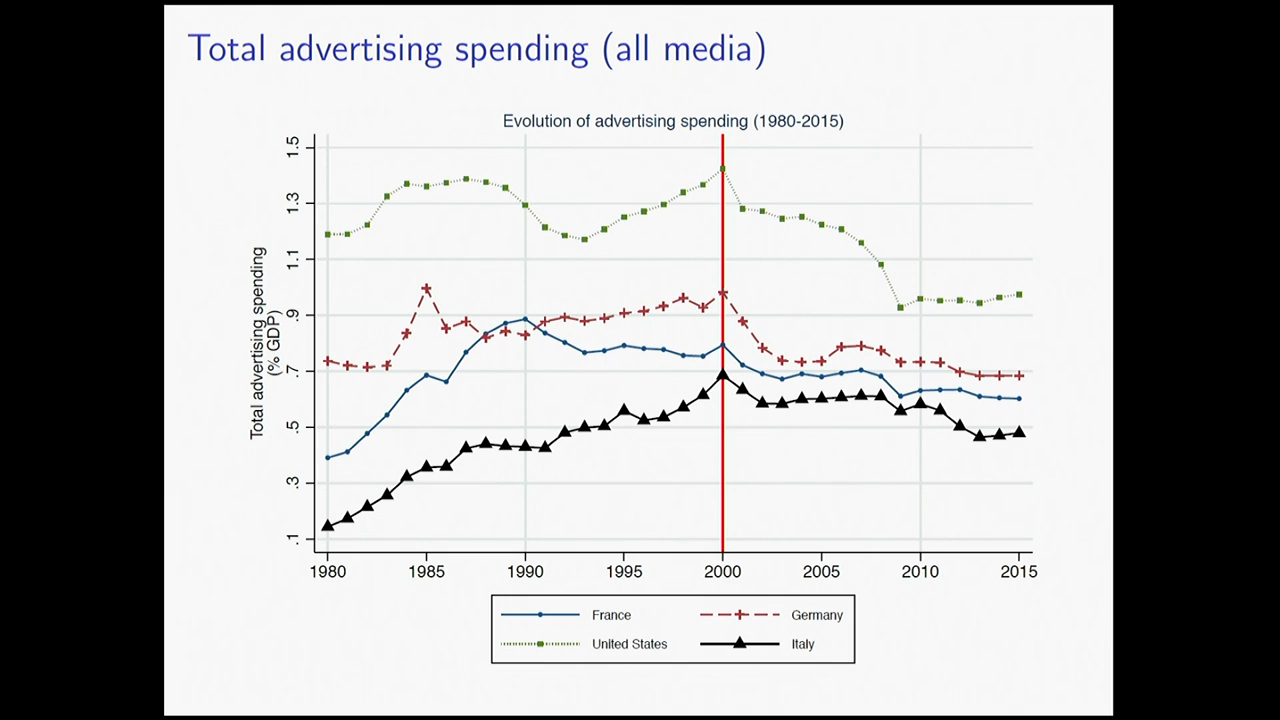 Total advertising spending (all media)
Evolution of advertising spending (1980-2015)
Total advertising spending
(% GDP)
1.5
1.3
1.1
.9
.7
.5
.3
.1
1980 1985 1990 1995 2000 2005 2010 2015
France Germany
United States Italy